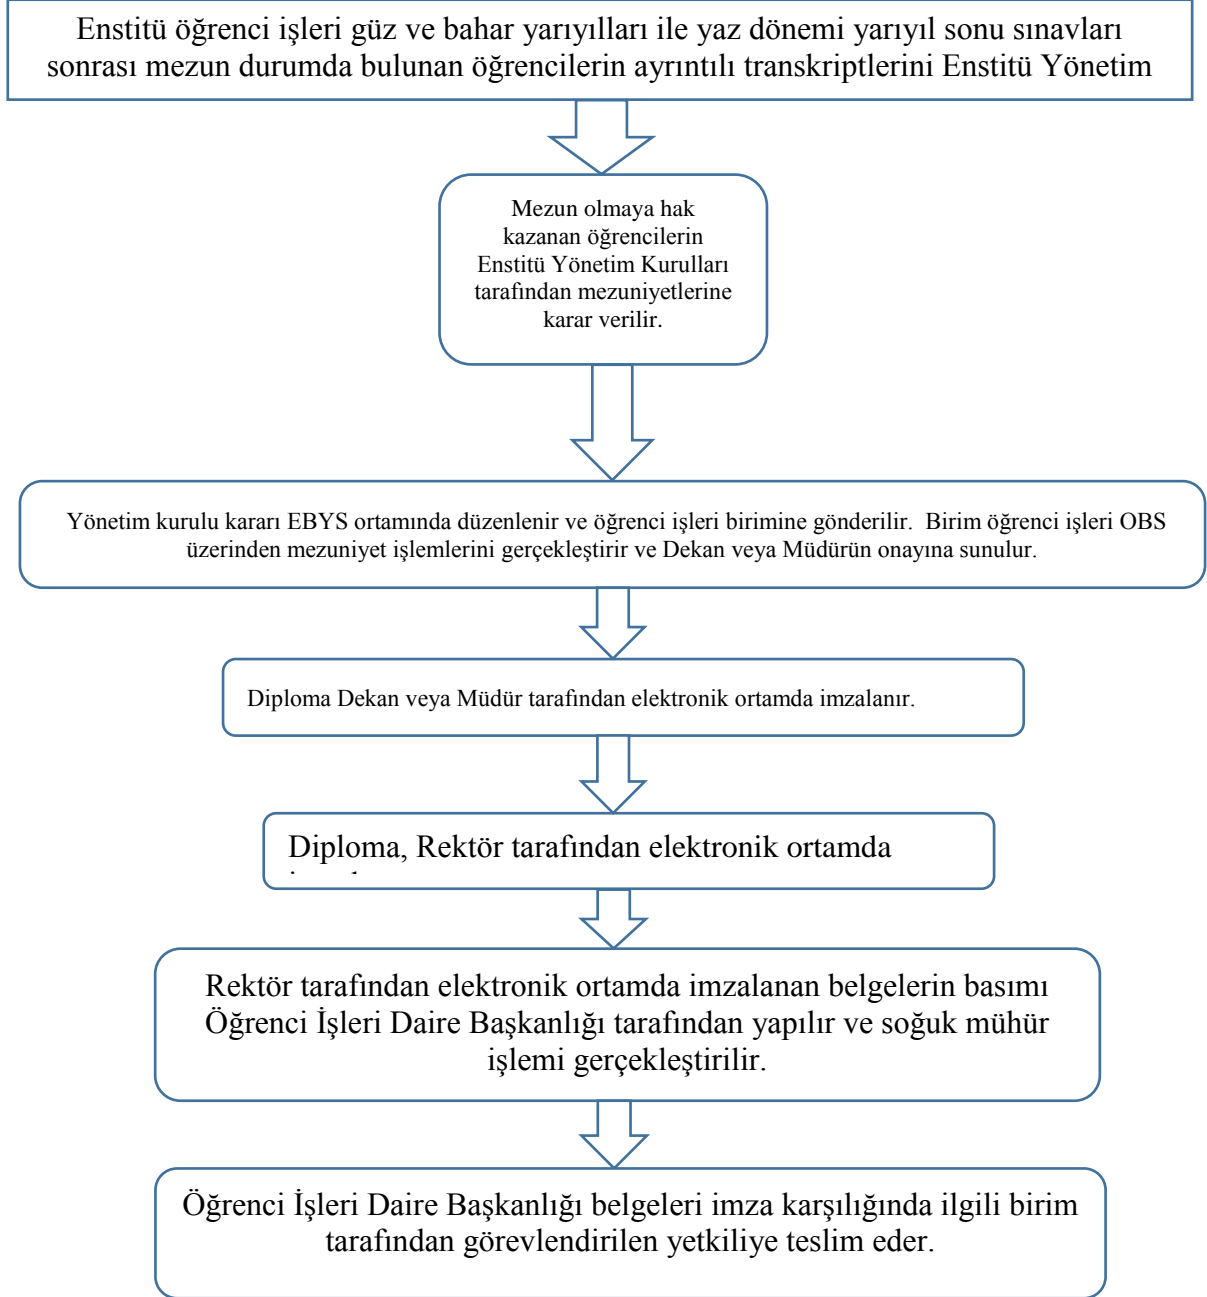 Enstitü öğrenci işleri güz ve bahar yarıyılları ile yaz dönemi yarıyıl sonu sınavları
sonrası mezun durumda bulunan öğrencilerin ayrıntılı transkriptlerini Enstitü Yönetim
Mezun olmaya hak
kazanan öğrencilerin
Enstitü Yönetim Kurulları
tarafından mezuniyetlerine
karar verilir.
Yönetim kurulu kararı EBYS ortamında düzenlenir ve öğrenci işleri birimine gönderilir.  Birim öğrenci işleri OBS
üzerinden mezuniyet işlemlerini gerçekleştirir ve Dekan veya Müdürün onayına sunulur.
Diploma Dekan veya Müdür tarafından elektronik ortamda imzalanır.
Diploma, Rektör tarafından elektronik ortamda
Rektör tarafından elektronik ortamda imzalanan belgelerin basımı
Öğrenci İşleri Daire Başkanlığı tarafından yapılır ve soğuk mühür
işlemi gerçekleştirilir.
Öğrenci İşleri Daire Başkanlığı belgeleri imza karşılığında ilgili birim
tarafından görevlendirilen yetkiliye teslim eder.